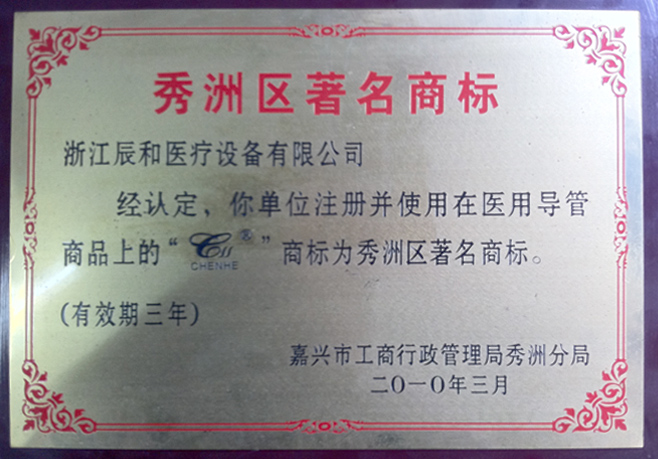 秀洲区著名商标
浙江辰和医疗设备有限公司
经认定，你单位注册并使用在医用导管
商品上的“CH® CHENHE”商标为秀洲区著名商标。
(有效期三年)
嘉兴市工商行政管理局秀洲分局
二〇一〇年三月